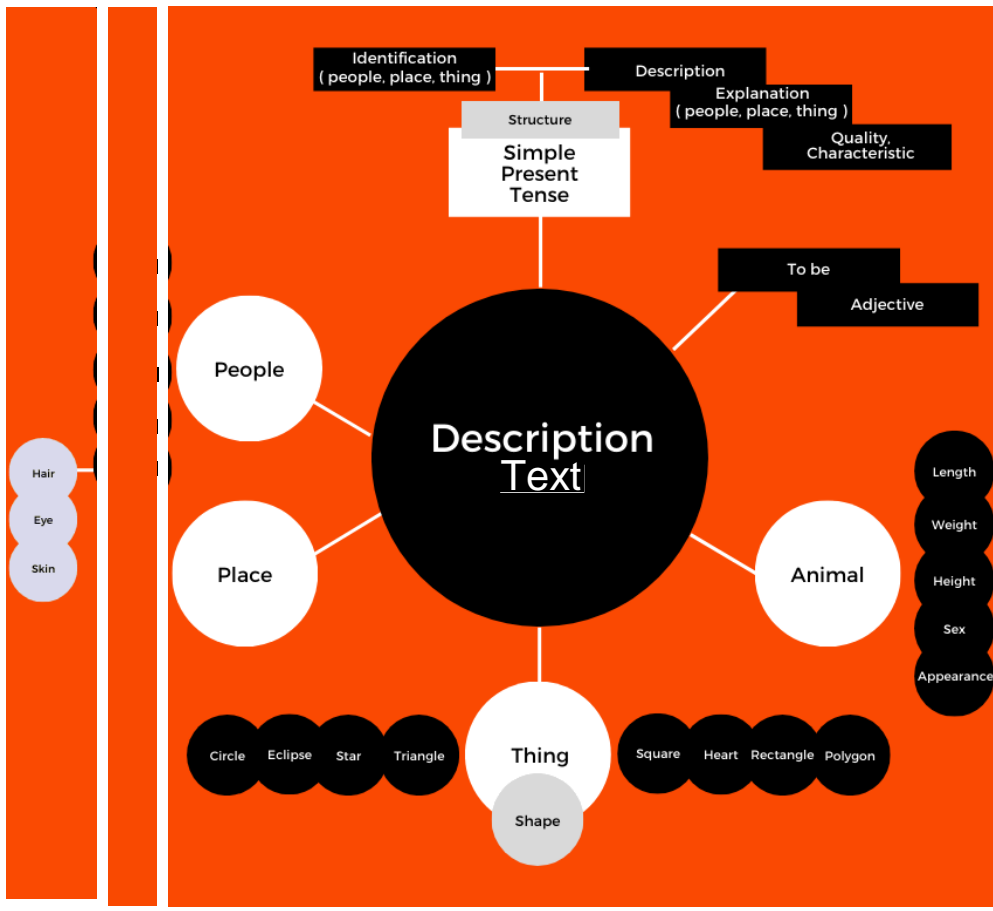 Identification
( people, place, thing )
Description
Explanation
( people, place, thing )
Quality,
Characteristic
Structure
Simple
Present
Tense
To be
Adjective
People
Description
Text
Hair
Eye
Skin
Place
Animal
Length
Weight
Height
Sex
Appearance
Circle
Eclipse
Star
Triangle
Thing
Shape
Square
Heart
Rectangle
Polygon